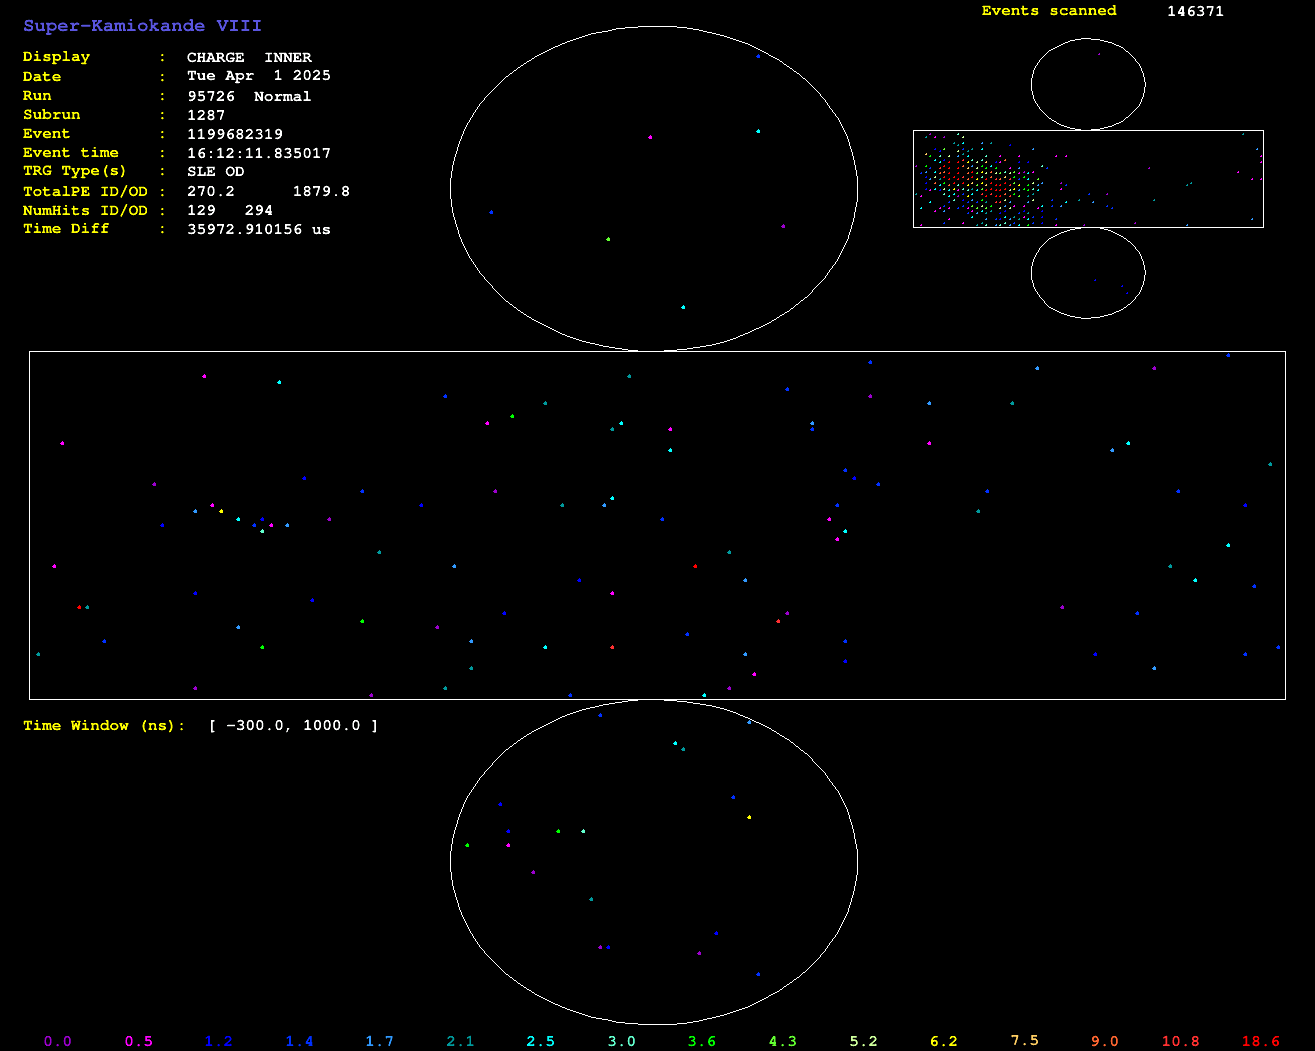 Super-Kamiokande VIII
Events scanned 146371
Display : CHARGE INNER
Date : Tue Apr 1 2025
Run : 95726 Normal
Subrun : 1287
Event : 1199682319
Event time : 16:12:11.835017
TRG Type(s) : SLE OD
TotalPE ID/OD : 270.2 1879.8
NumHits ID/OD : 129 294
Time Diff : 35972.910156 us
Time Window (ns): [ -300.0, 1000.0 ]
0.0 0.5 1.2 1.4 1.7 2.1 2.5 3.0 3.6 4.3 5.2 6.2 7.5 9.0 10.8 18.6